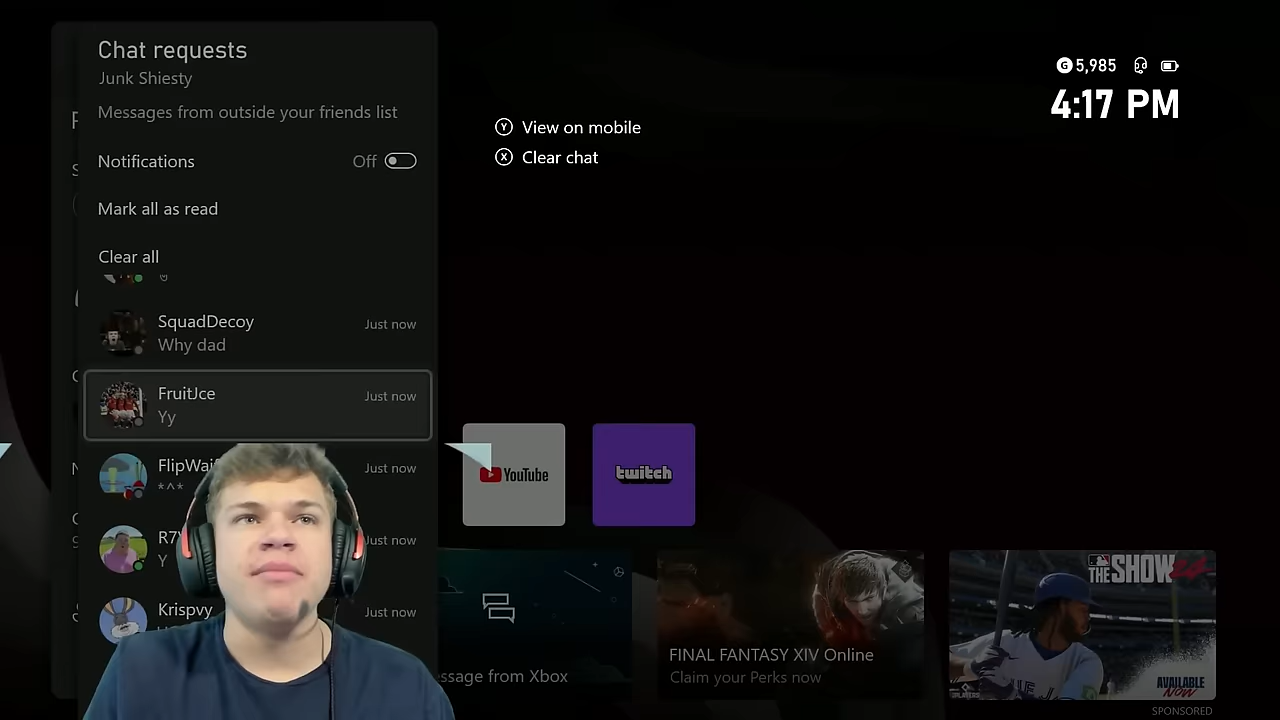 Chat requests
Junk Shiesty
Messages from outside your friends list
Notifications
Off
Mark all as read
Clear all
SquadDecoy
Just now
Why dad
FruitJce
Just now
Yy
Just now
*^*
Just now
Y
Krispvy
Just now
Y View on mobile
X Clear chat
G 5,985
4:17 PM
YouTube
twitch
from Xbox
FINAL FANTASY XIV Online
Claim your Perks now
MLB THE SHOW 24
AVAILABLE
NOW
SPONSORED